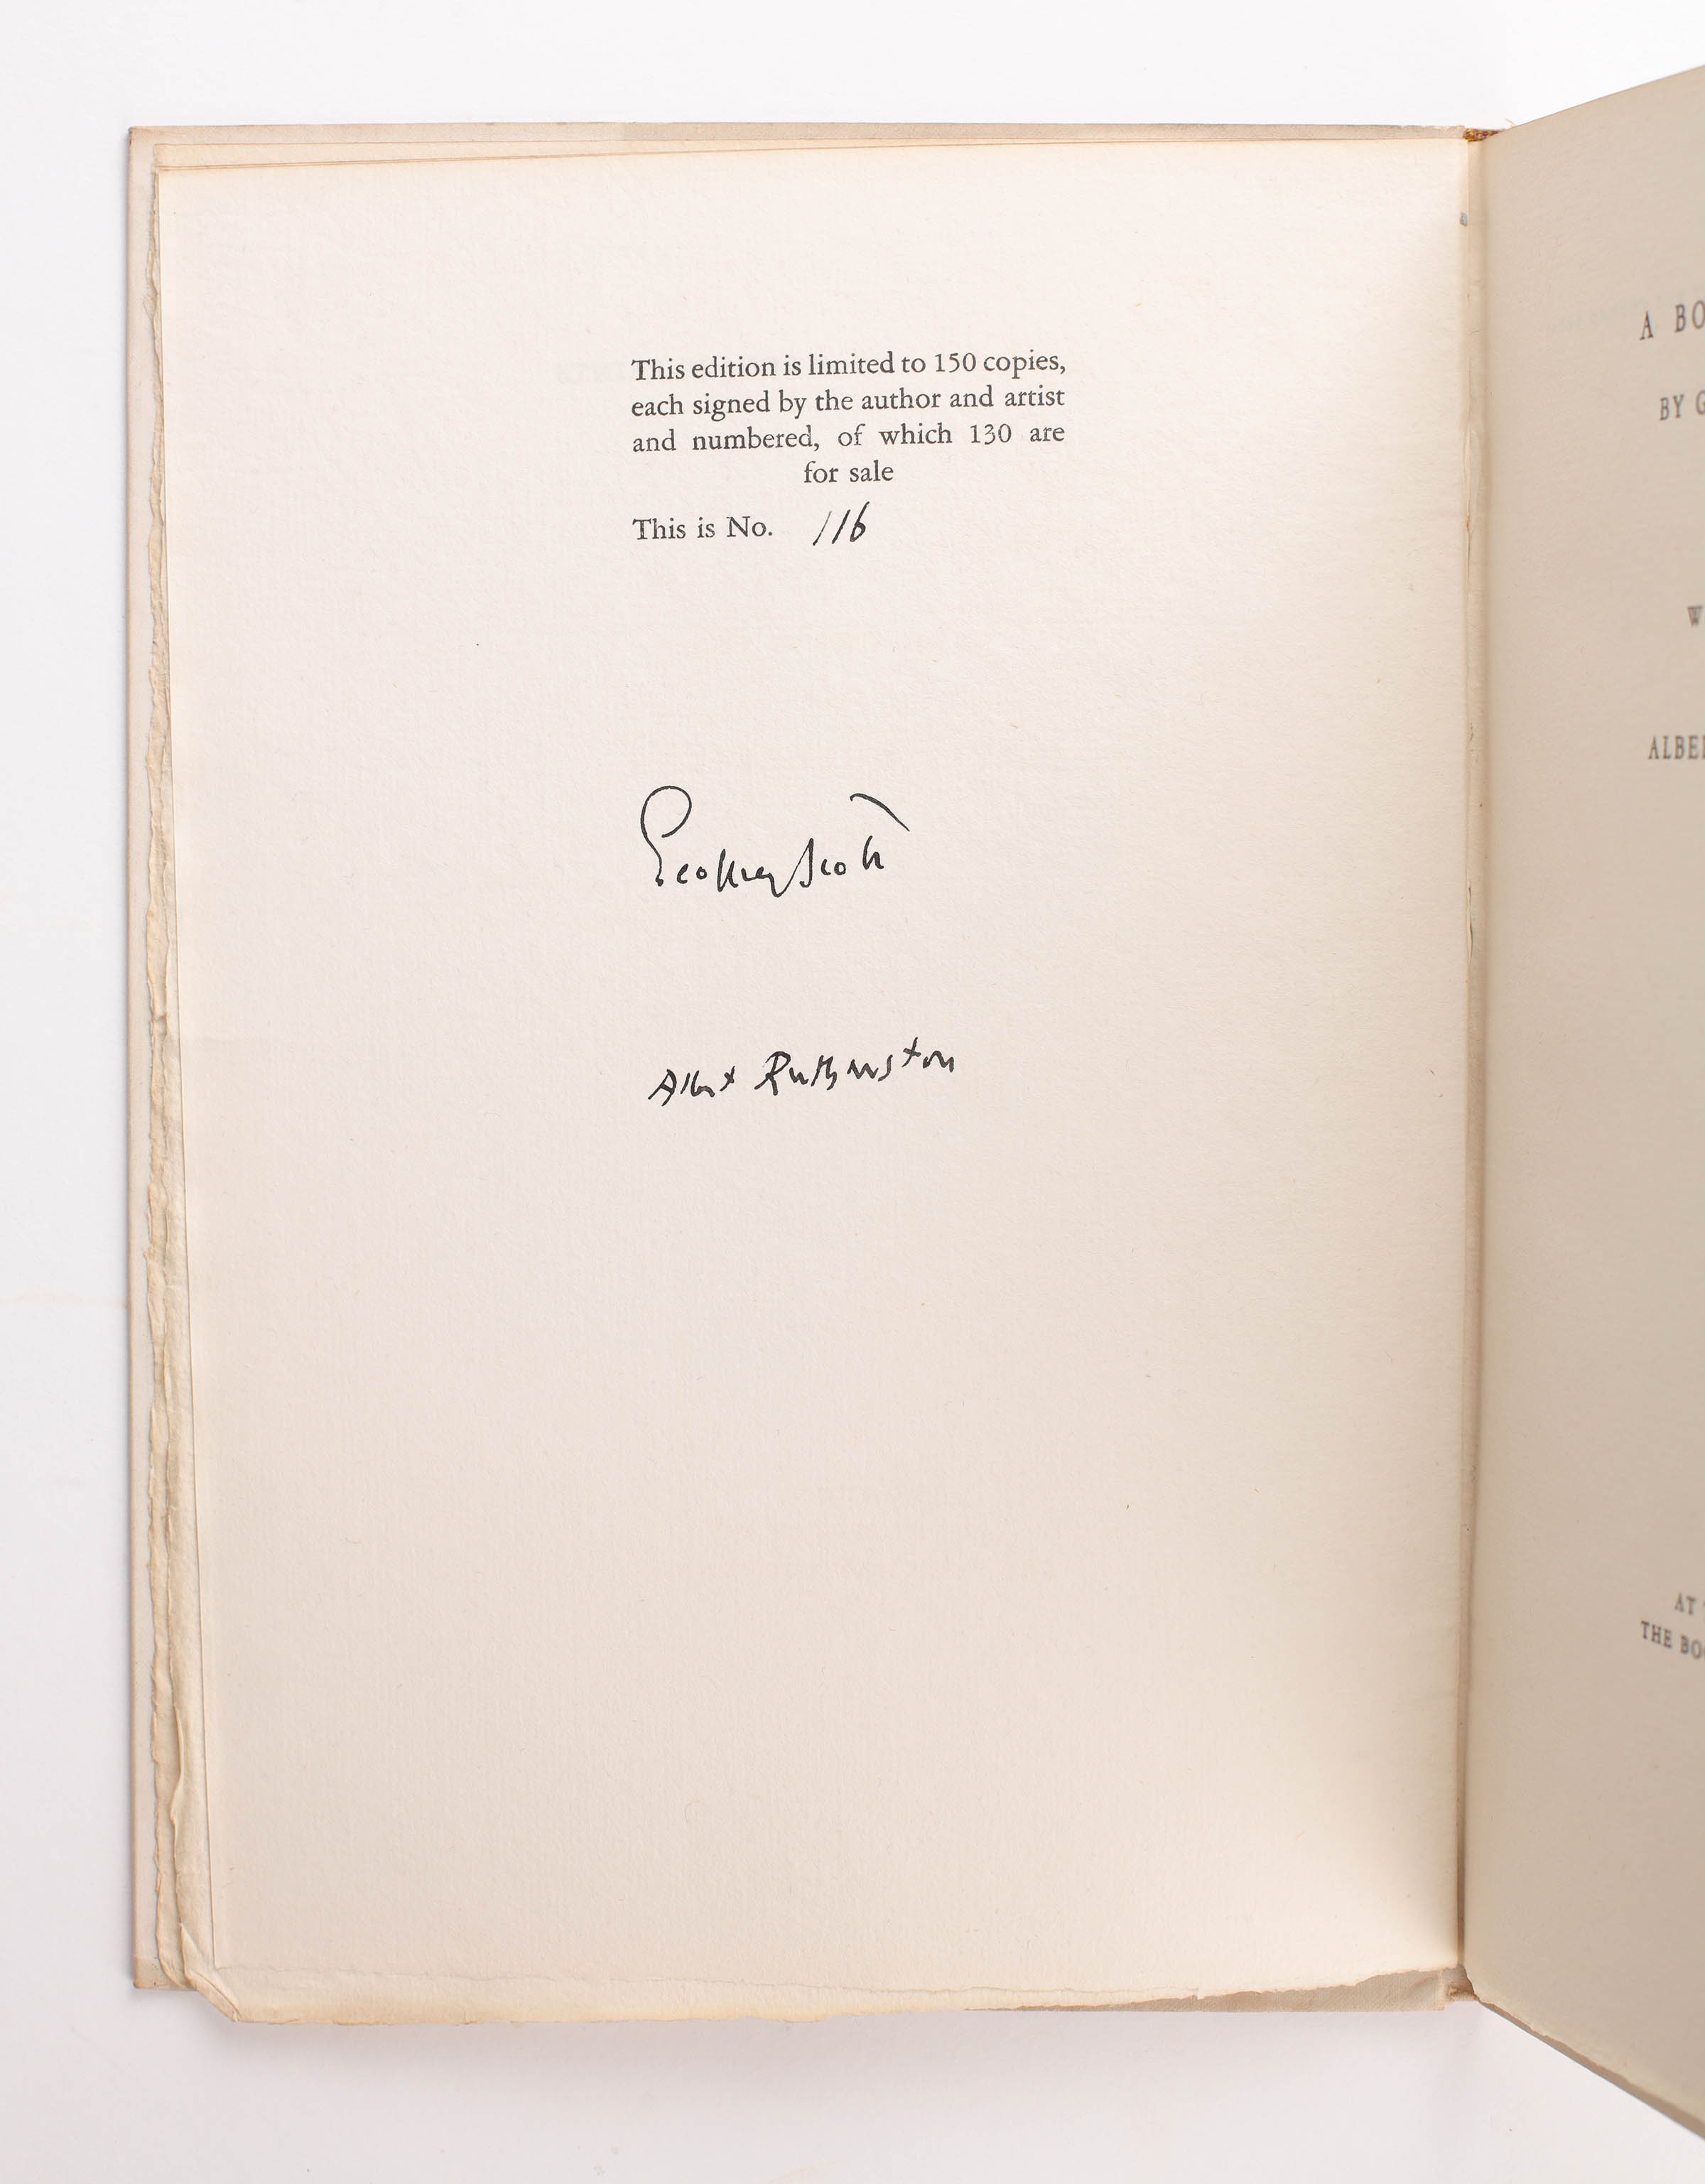 This edition is limited to 150 copies,
each signed by the author and artist
and numbered, of which 130 are
for sale
This is No. 116
Geoffrey Scott
Albert Rutherston
A BO
BY G
W
ALBE
AT
THE BO